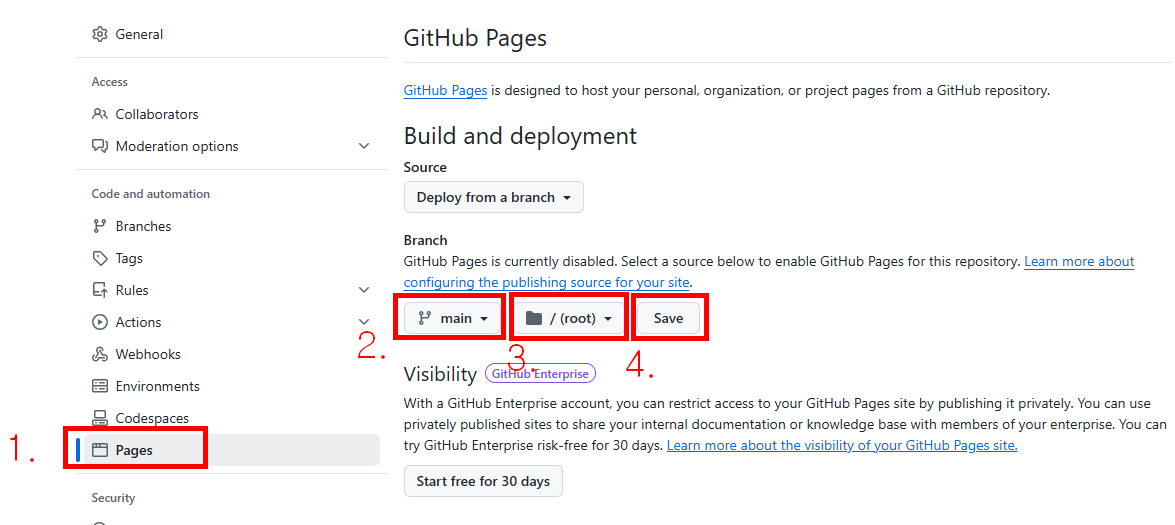 General
Access
Collaborators
Moderation options
Code and automation
Branches
Tags
Rules
Actions
Webhooks
Environments
Codespaces
1. Pages
Security
GitHub Pages
GitHub Pages is designed to host your personal, organization, or project pages from a GitHub repository.
Build and deployment
Source
Deploy from a branch
Branch
GitHub Pages is currently disabled. Select a source below to enable GitHub Pages for this repository. Learn more about
configuring the publishing source for your site.
main / (root) Save
2. 3. 4.
Visibility GitHub Enterprise
With a GitHub Enterprise account, you can restrict access to your GitHub Pages site by publishing it privately. You can use
privately published sites to share your internal documentation or knowledge base with members of your enterprise. You can
try GitHub Enterprise risk-free for 30 days. Learn more about the visibility of your GitHub Pages site.
Start free for 30 days